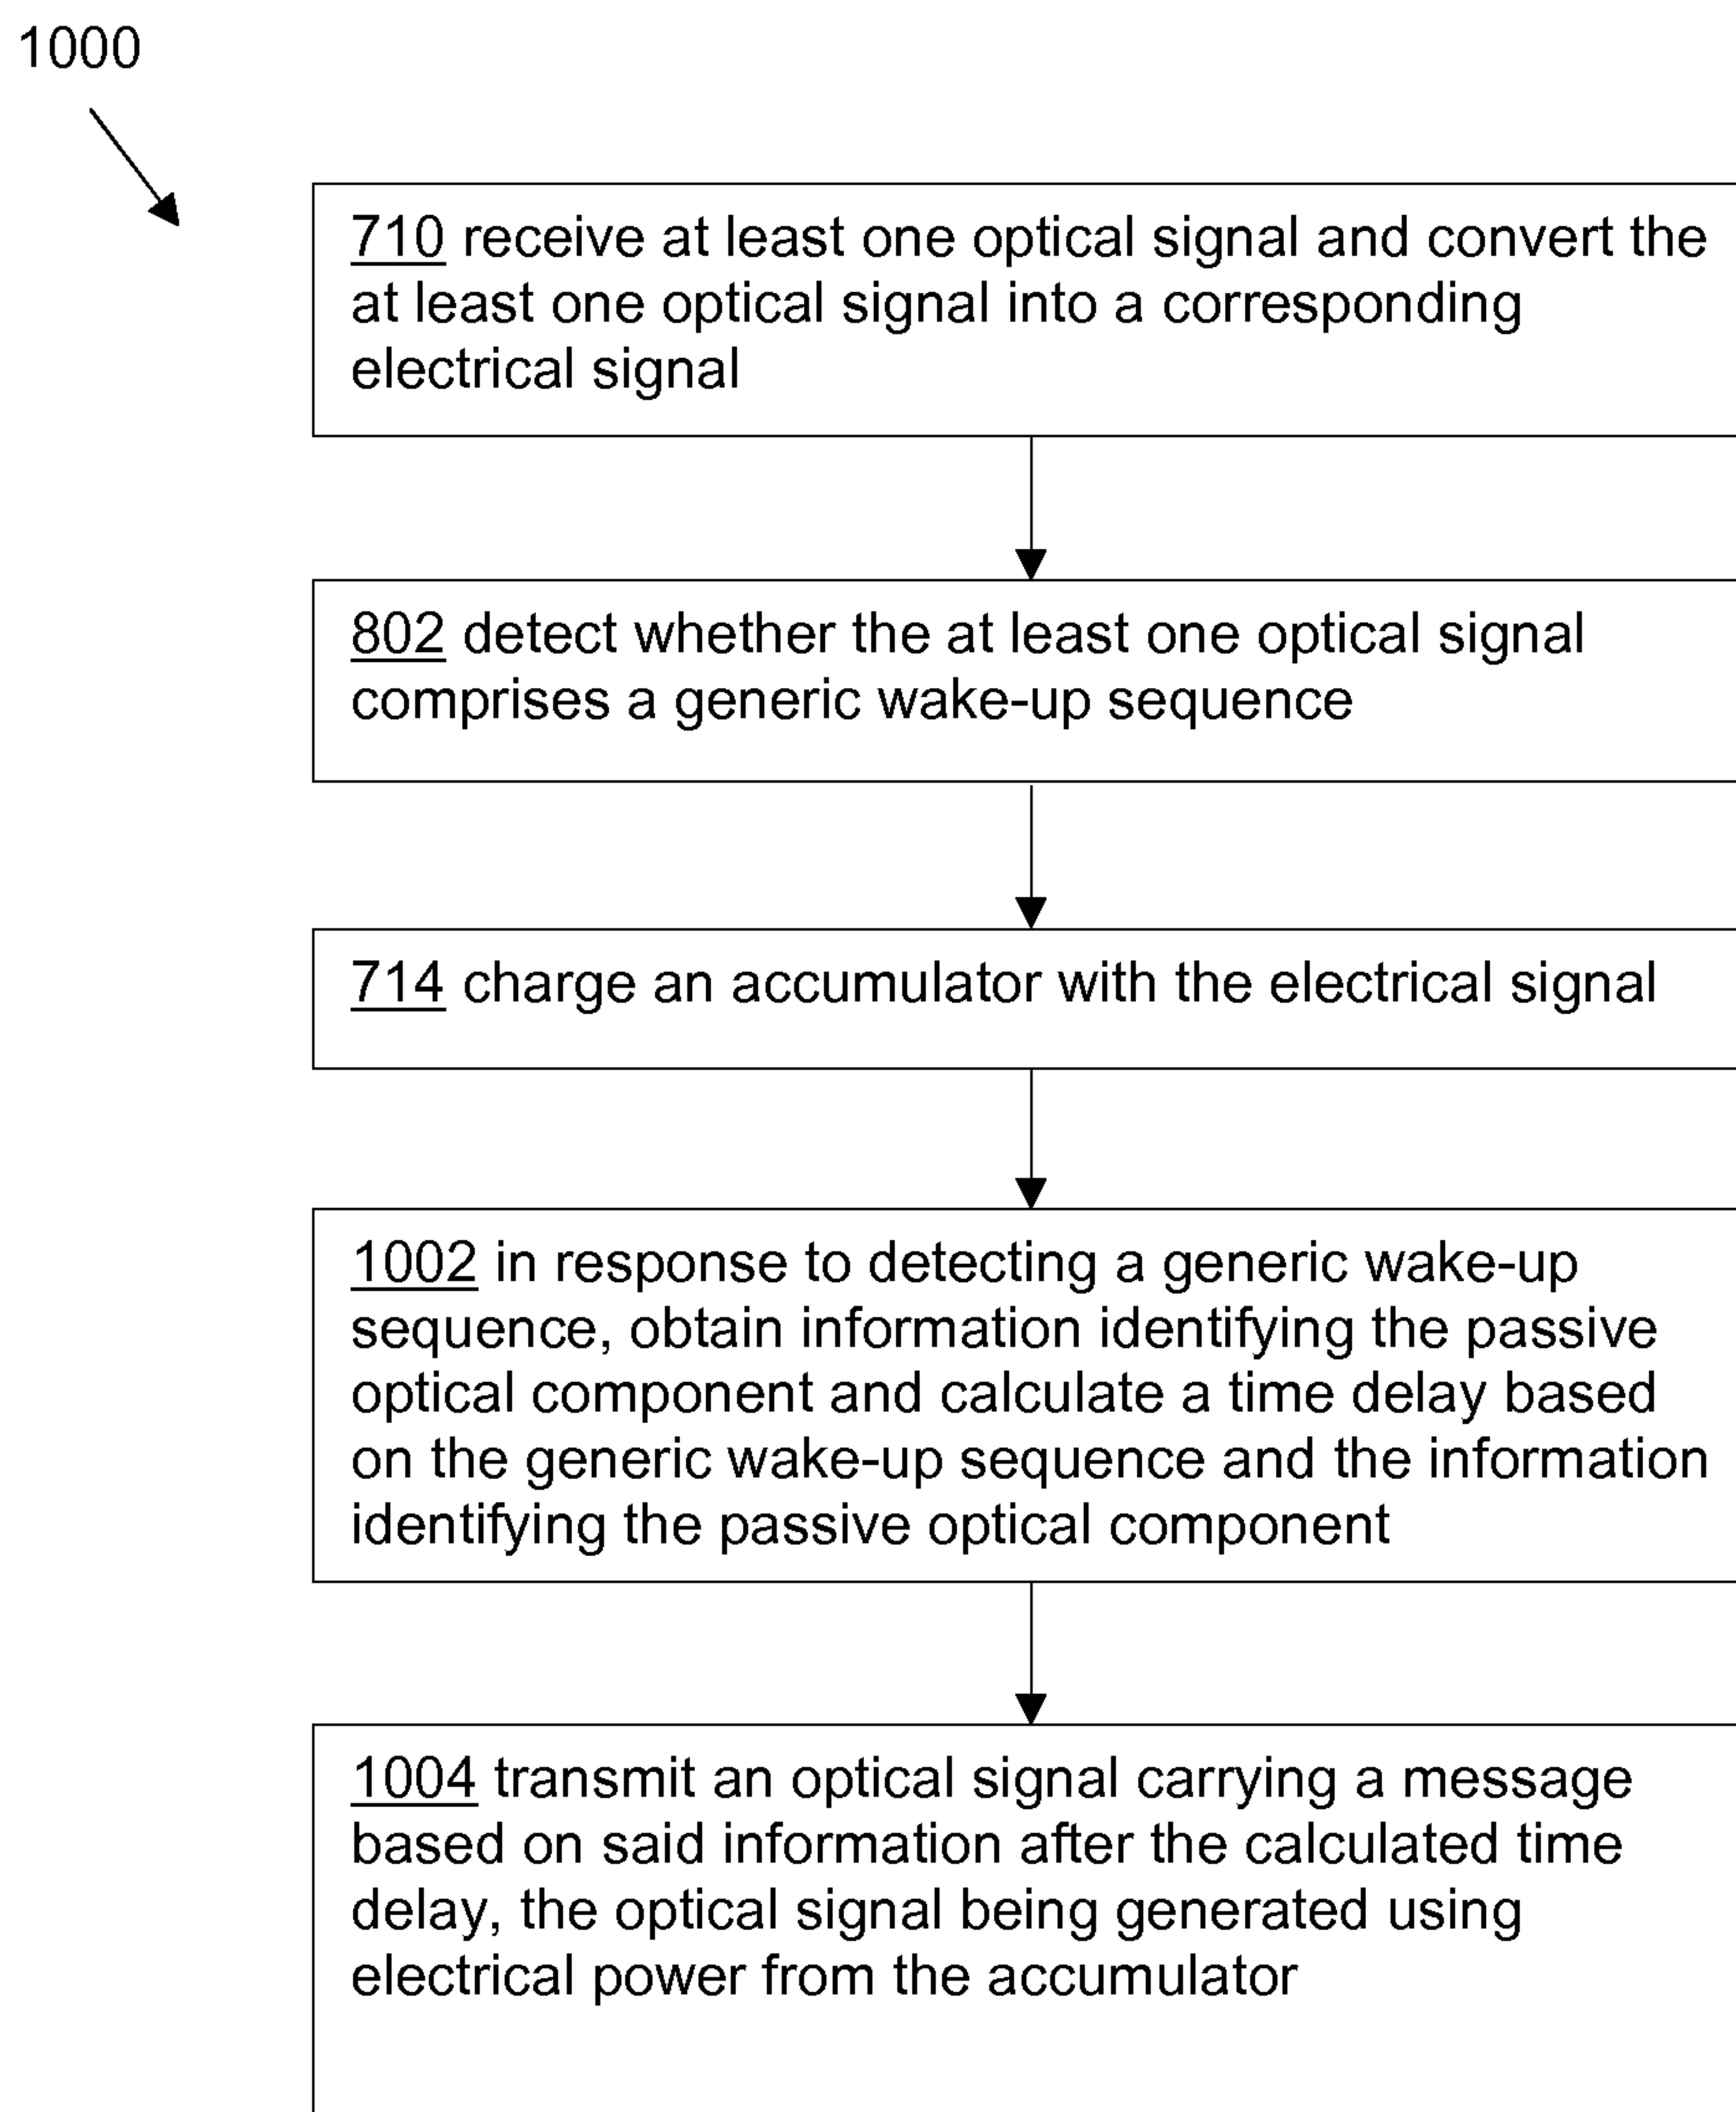 1000
710 receive at least one optical signal and convert the
at least one optical signal into a corresponding
electrical signal
802 detect whether the at least one optical signal
comprises a generic wake-up sequence
714 charge an accumulator with the electrical signal
1002 in response to detecting a generic wake-up
sequence, obtain information identifying the passive
optical component and calculate a time delay based
on the generic wake-up sequence and the information
identifying the passive optical component
1004 transmit an optical signal carrying a message
based on said information after the calculated time
delay, the optical signal being generated using
electrical power from the accumulator